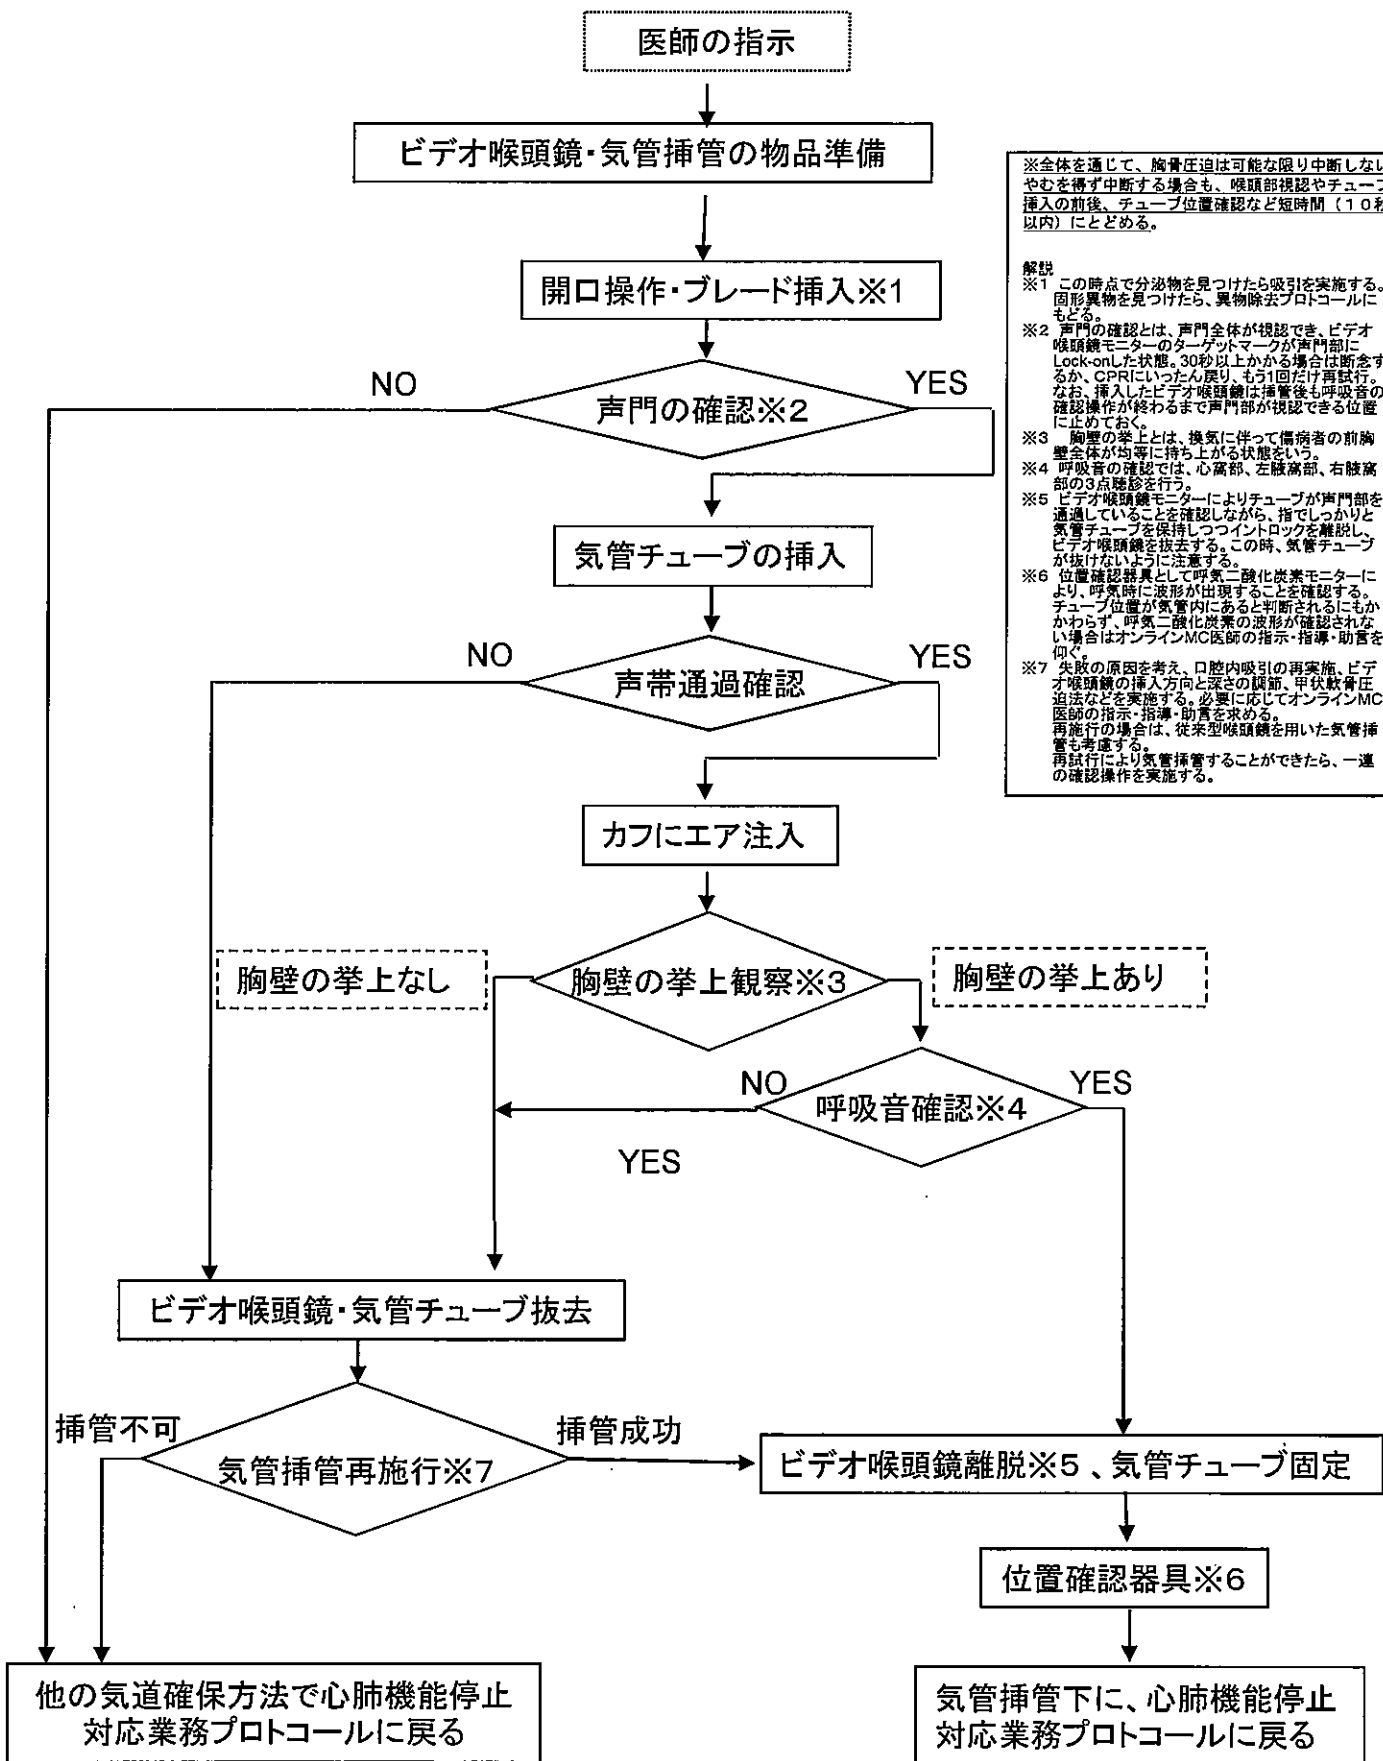 医師の指示
ビデオ喉頭鏡・気管挿管の物品準備
開口操作・ブレード挿入※1
NO
YES
声門の確認※2
気管チューブの挿入
NO
YES
声帯通過確認
カフにエア注入
胸壁の挙上なし
胸壁の挙上観察※3
胸壁の挙上あり
NO
YES
呼吸音確認※4
YES
ビデオ喉頭鏡・気管チューブ抜去
挿管不可
挿管成功
気管挿管再施行※7
ビデオ喉頭鏡離脱※5 、気管チューブ固定
位置確認器具※6
他の気道確保方法で心肺機能停止
対応業務プロトコールに戻る
気管挿管下に、心肺機能停止
対応業務プロトコールに戻る
※全体を通じて、胸骨圧迫は可能な限り中断しない
やむを得ず中断する場合も、喉頭部視認やチューブ
挿入の前後、チューブ位置確認など短時間（１０秒
以内）にとどめる。
解説
※1 この時点で分泌物を見つけたら吸引を実施する。
固形異物を見つけたら、異物除去プロトコールに
もどる。
※2 声門の確認とは、声門全体が視認でき、ビデオ
喉頭鏡モニターのターゲットマークが声門部に
Lock-onした状態。30秒以上かかる場合は断念す
るか、CPRにいったん戻り、もう1回だけ再試行。
なお、挿入したビデオ喉頭鏡は挿管後も呼吸音の
確認操作が終わるまで声門部が視認できる位置
に止めておく。
※3 胸壁の挙上とは、換気に伴って傷病者の前胸
壁全体が均等に持ち上がる状態をいう。
※4 呼吸音の確認では、心窩部、左腋窩部、右腋窩
部の3点聴診を行う。
※5 ビデオ喉頭鏡モニターによりチューブが声門部を
通過していることを確認しながら、指でしっかりと
気管チューブを保持しつつイントロックを離脱し、
ビデオ喉頭鏡を抜去する。この時、気管チューブ
が抜けないように注意する。
※6 位置確認器具として呼気二酸化炭素モニターに
より、呼気時に波形が出現することを確認する。
チューブ位置が気管内にあると判断されるにもか
かわらず、呼気二酸化炭素の波形が確認されな
い場合はオンラインMC医師の指示・指導・助言を
仰ぐ。
※7 失敗の原因を考え、口腔内吸引の再実施、ビデ
オ喉頭鏡の挿入方向と深さの調節、甲状軟骨圧
迫法などを実施する。必要に応じてオンラインMC
医師の指示・指導・助言を求める。
再施行の場合は、従来型喉頭鏡を用いた気管挿
管も考慮する。
再試行により気管挿管することができたら、一連
の確認操作を実施する。